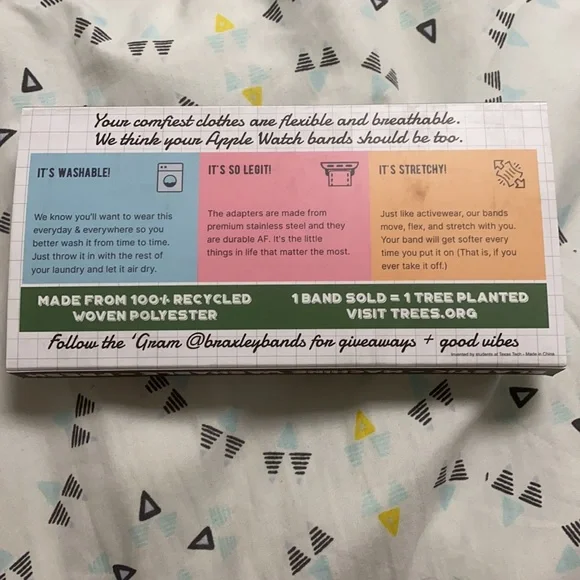 Your comfiest clothes are flexible and breathable.
We think your Apple Watch bands should be too.
IT'S WASHABLE!
We know you'll want to wear this
everyday & everywhere so you
better wash it from time to time.
Just throw it in with the rest of
your laundry and let it air dry.
IT'S SO LEGIT!
The adapters are made from
premium stainless steel and they
are durable AF. It's the little
things in life that matter the most.
IT'S STRETCHY!
Just like activewear, our bands
move, flex, and stretch with you.
Your band will get softer every
time you put it on (That is, if you
ever take it off.)
MADE FROM 100% RECYCLED
WOVEN POLYESTER
1 BAND SOLD = 1 TREE PLANTED
VISIT TREES.ORG
Follow the 'Gram @braxleybands for giveaways + good vibes
Invented by students at Texas Tech - Made in China